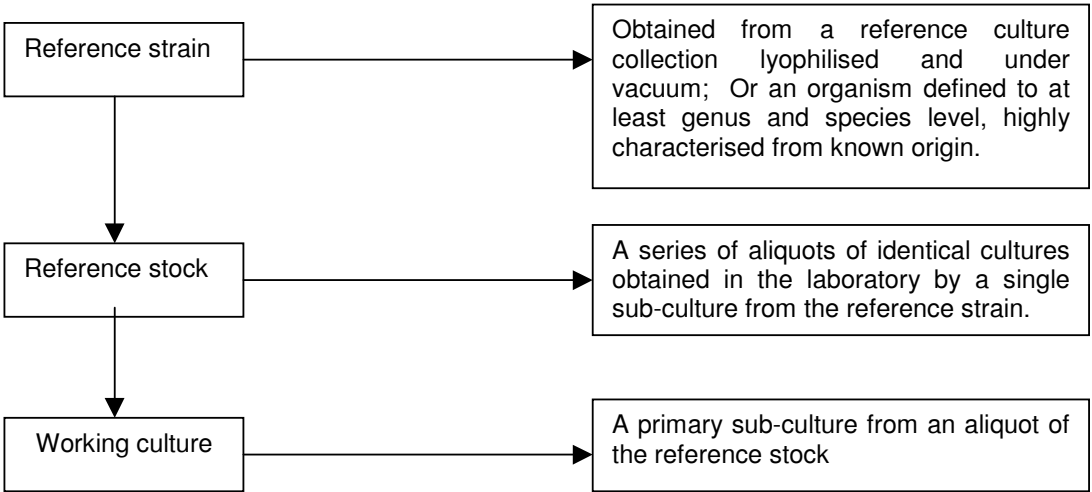 Reference strain
Obtained from a reference culture
collection lyophilised and under
vacuum; Or an organism defined to at
least genus and species level, highly
characterised from known origin.
Reference stock
A series of aliquots of identical cultures
obtained in the laboratory by a single
sub-culture from the reference strain.
Working culture
A primary sub-culture from an aliquot of
the reference stock